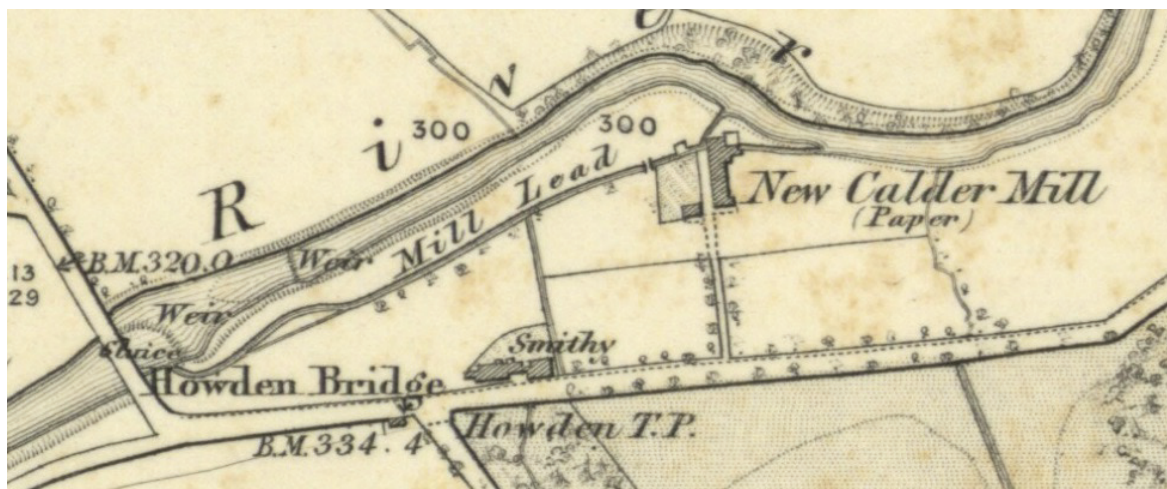 River
300
300
Mill Lead
New Calder Mill
(Paper)
B.M.320.0
Weir
13
29
Weir
Sluice
Smithy
Howden Bridge
Howden T.P.
B.M.334.4